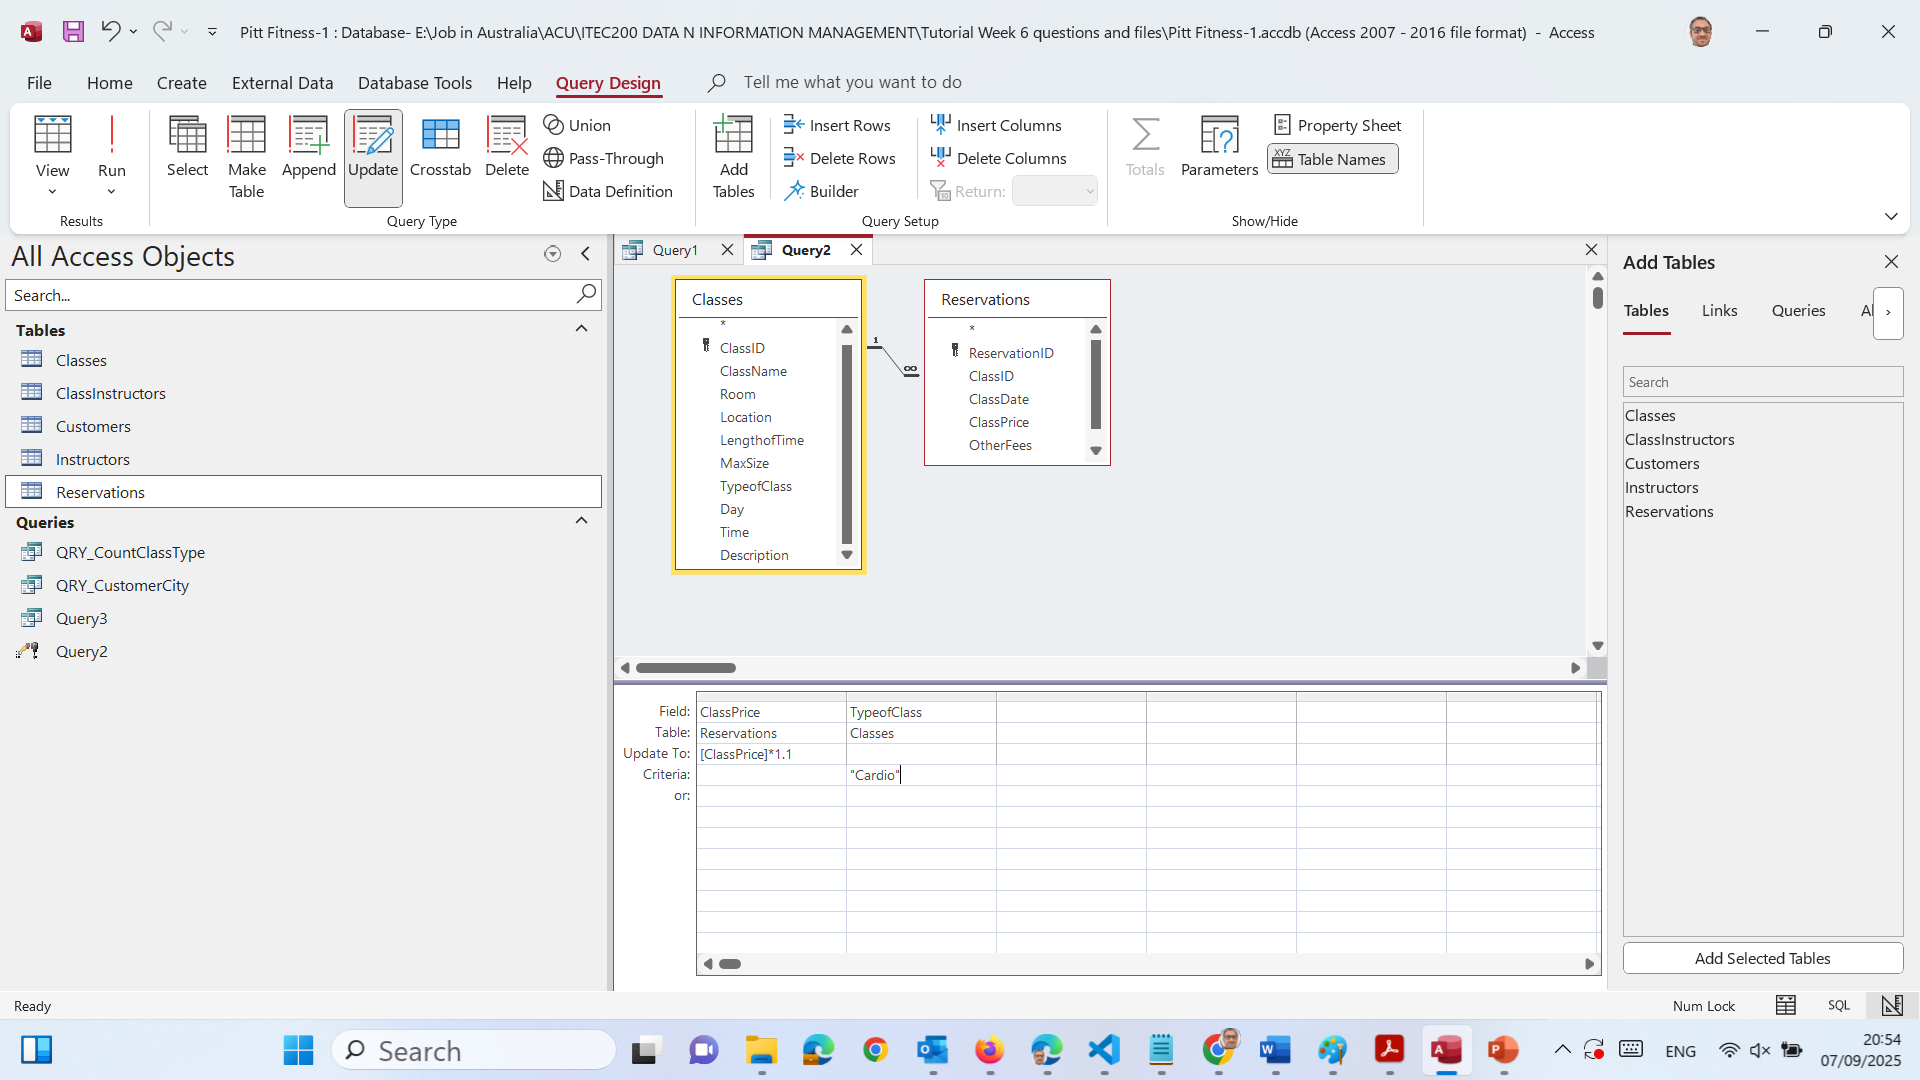 Pitt Fitness-1 : Database- E:\Job in Australia\ACU\ITEC200 DATA N INFORMATION MANAGEMENT\Tutorial Week 6 questions and files\Pitt Fitness-1.accdb (Access 2007 - 2016 file format) - Access
File Home Create External Data Database Tools Help Query Design Tell me what you want to do
View
Run
Results
Select
Make Table
Append
Update
Crosstab
Delete
Union
Pass-Through
Data Definition
Query Type
Add Tables
Insert Rows
Delete Rows
Builder
Insert Columns
Delete Columns
Return:
Query Setup
Totals
Parameters
Property Sheet
XYZ Table Names
Show/Hide
All Access Objects
Search...
Tables
Classes
ClassInstructors
Customers
Instructors
Reservations
Queries
QRY_CountClassType
QRY_CustomerCity
Query3
Query2
Query1
Query2
Classes
*
ClassID
ClassName
Room
Location
LengthofTime
MaxSize
TypeofClass
Day
Time
Description
1
∞
Reservations
*
ReservationID
ClassID
ClassDate
ClassPrice
OtherFees
Field: ClassPrice TypeofClass
Table: Reservations Classes
Update To: [ClassPrice]*1.1
Criteria: "Cardio"
or:
Add Tables
Tables Links Queries
Search
Classes
ClassInstructors
Customers
Instructors
Reservations
Add Selected Tables
Ready
Num Lock
SQL
Search
ENG
20:54
07/09/2025